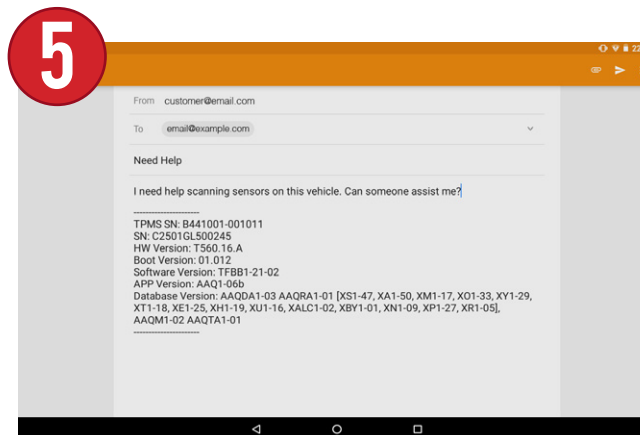 5
22
From customer@email.com
To email@example.com
Need Help
I need help scanning sensors on this vehicle. Can someone assist me?
----------------------
TPMS SN: B441001-001011
SN: C2501GL500245
HW Version: T560.16.A
Boot Version: 01.012
Software Version: TFBB1-21-02
APP Version: AAQ1-06b
Database Version: AAQDA1-03 AAQRA1-01 [XS1-47, XA1-50, XM1-17, XO1-33, XY1-29,
XT1-18, XE1-25, XH1-19, XU1-16, XALC1-02, XBY1-01, XN1-09, XP1-27, XR1-05],
AAQM1-02 AAQTA1-01
----------------------